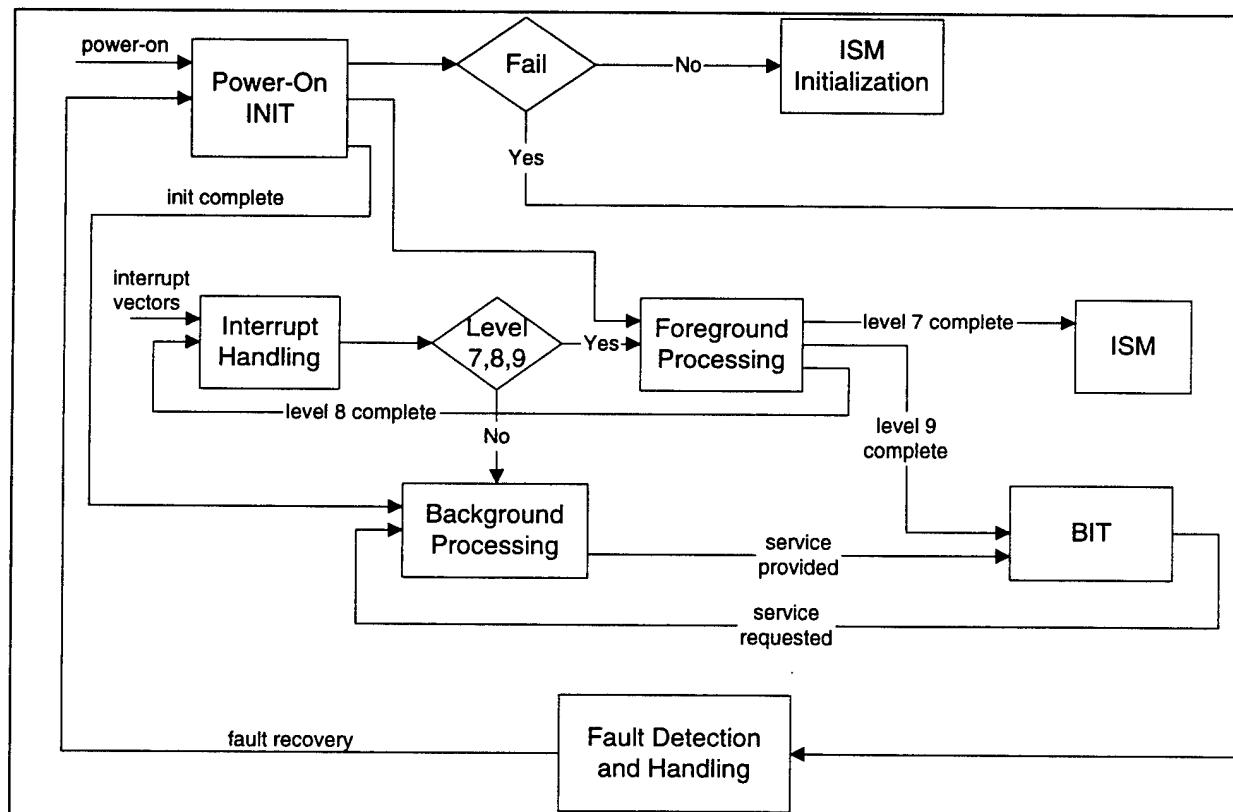 power-on
Power-On
INIT
Fail
No
ISM
Initialization
Yes
init complete
interrupt
vectors
Interrupt
Handling
Level
7,8,9
Yes
Foreground
Processing
level 7 complete
ISM
level 8 complete
level 9
complete
No
Background
Processing
service
provided
BIT
service
requested
fault recovery
Fault Detection
and Handling